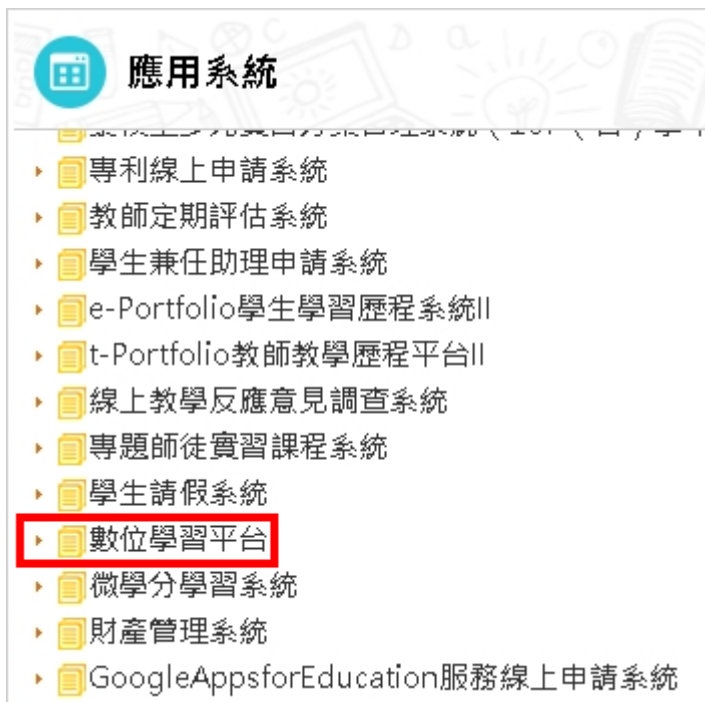 應用系統
專利線上申請系統
教師定期評估系統
學生兼任助理申請系統
e-Portfolio學生學習歷程系統II
t-Portfolio教師教學歷程平台II
線上教學反應意見調查系統
專題師徒實習課程系統
學生請假系統
數位學習平台
微學分學習系統
財產管理系統
GoogleAppsforEducation服務線上申請系統